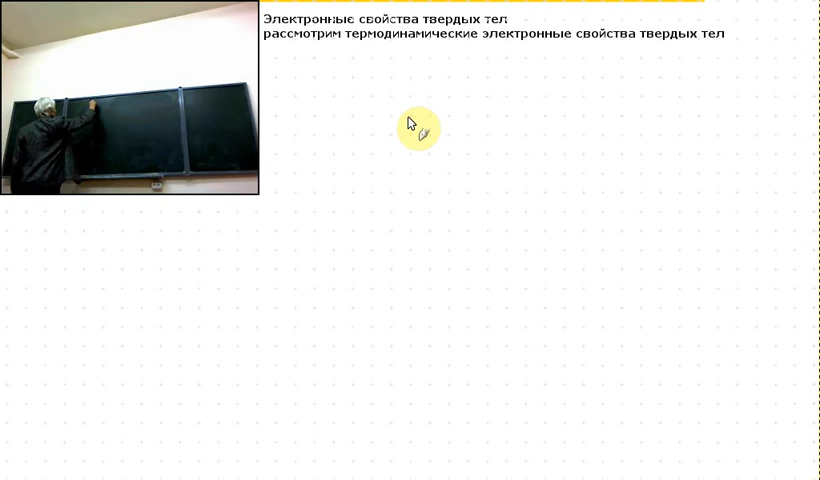 Электронные свойства твердых тел
рассмотрим термодинамические электронные свойства твердых тел